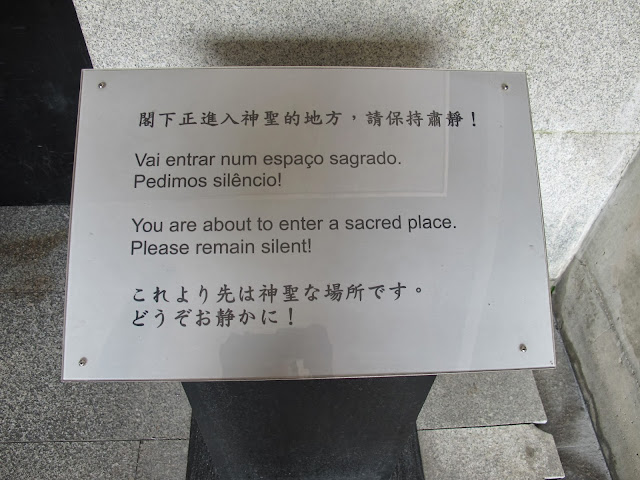 閣下正進入神聖的地方，請保持肅靜！
Vai entrar num espaço sagrado.
Pedimos silêncio!
You are about to enter a sacred place.
Please remain silent!
これより先は神聖な場所です。
どうぞお静かに！